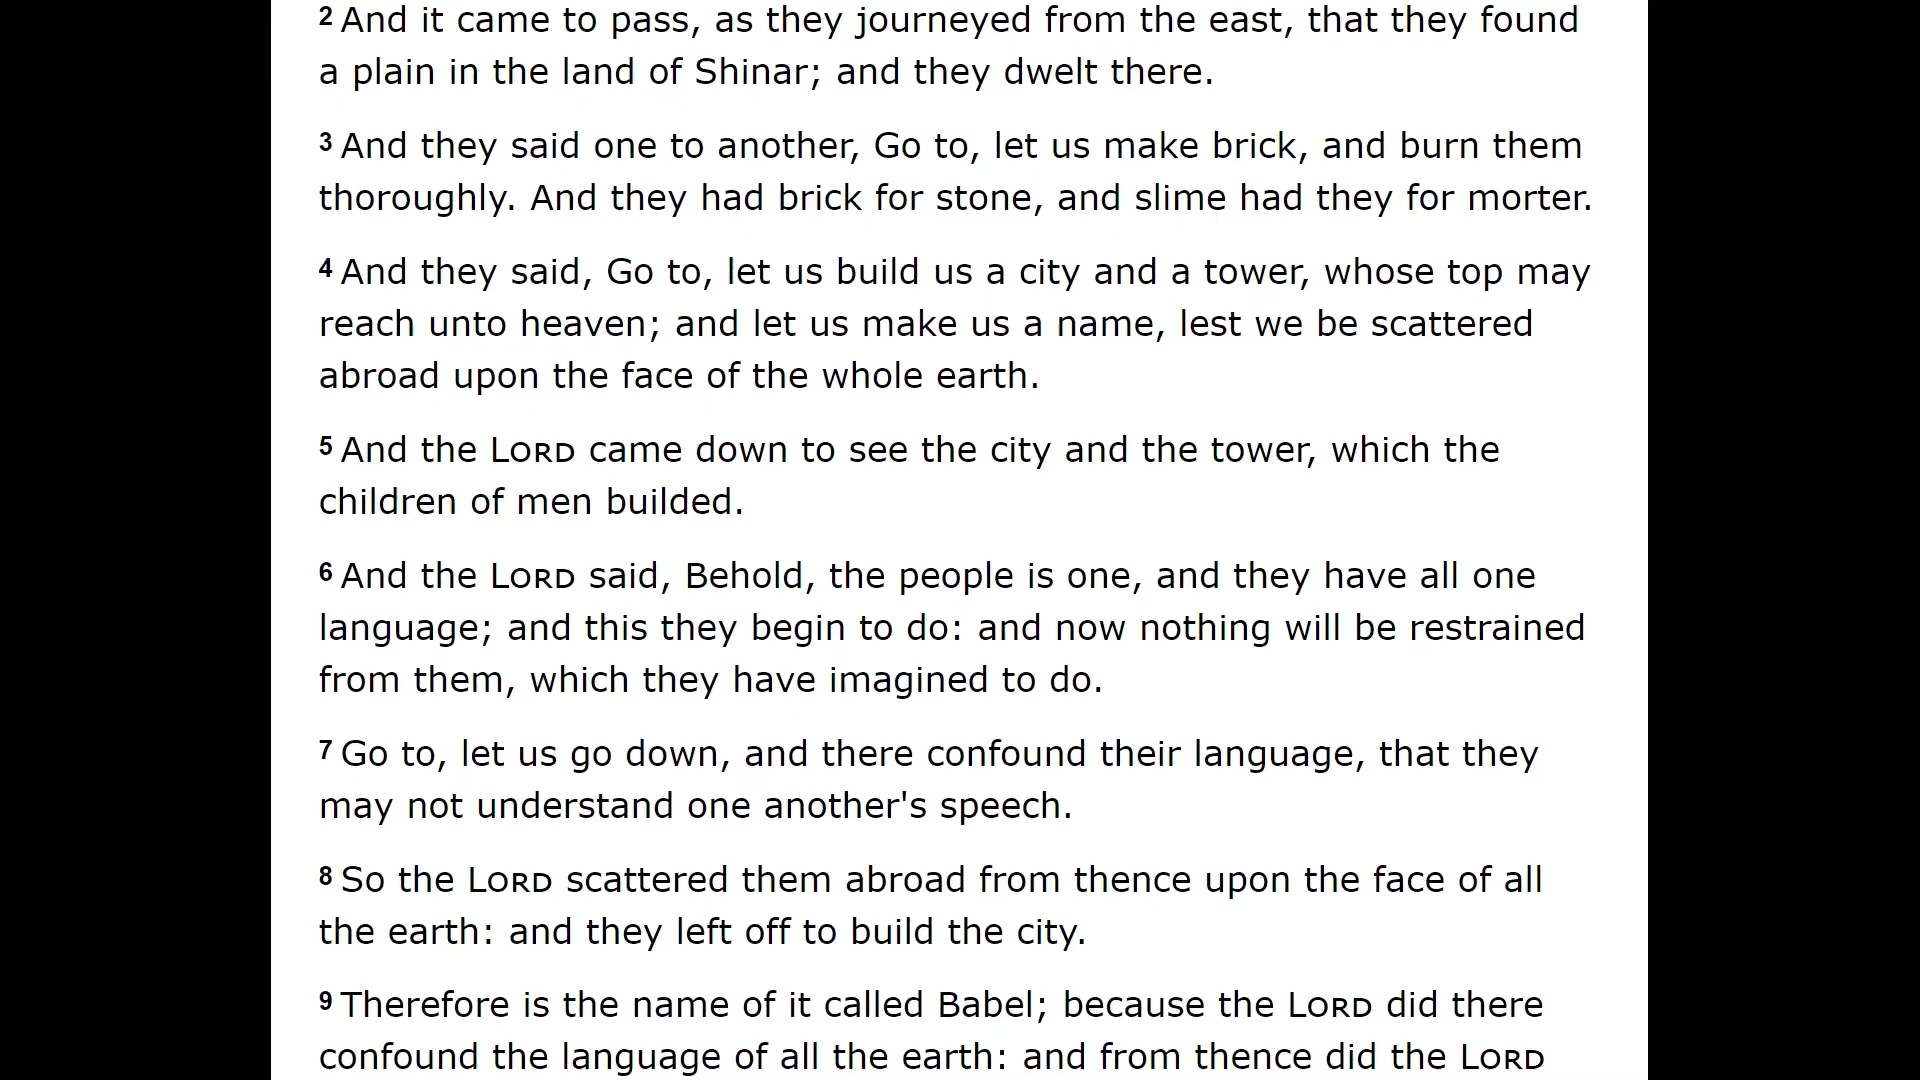 2 And it came to pass, as they journeyed from the east, that they found
a plain in the land of Shinar; and they dwelt there.
3 And they said one to another, Go to, let us make brick, and burn them
thoroughly. And they had brick for stone, and slime had they for morter.
4 And they said, Go to, let us build us a city and a tower, whose top may
reach unto heaven; and let us make us a name, lest we be scattered
abroad upon the face of the whole earth.
5 And the LORD came down to see the city and the tower, which the
children of men builded.
6 And the LORD said, Behold, the people is one, and they have all one
language; and this they begin to do: and now nothing will be restrained
from them, which they have imagined to do.
7 Go to, let us go down, and there confound their language, that they
may not understand one another's speech.
8 So the LORD scattered them abroad from thence upon the face of all
the earth: and they left off to build the city.
9 Therefore is the name of it called Babel; because the LORD did there
confound the language of all the earth: and from thence did the LORD